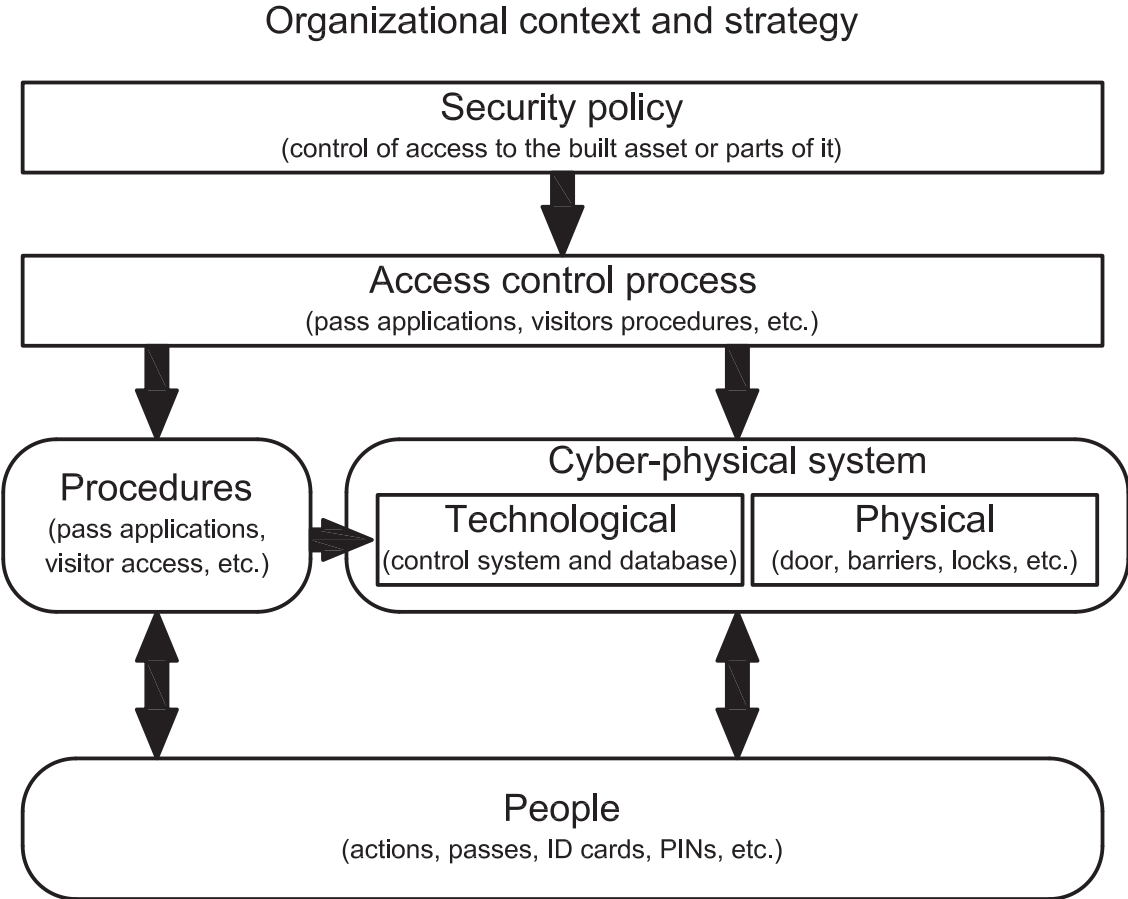 Organizational context and strategy
Security policy
(control of access to the built asset or parts of it)
Access control process
(pass applications, visitors procedures, etc.)
Procedures
(pass applications,
visitor access, etc.)
Cyber-physical system
Technological
(control system and database)
Physical
(door, barriers, locks, etc.)
People
(actions, passes, ID cards, PINs, etc.)